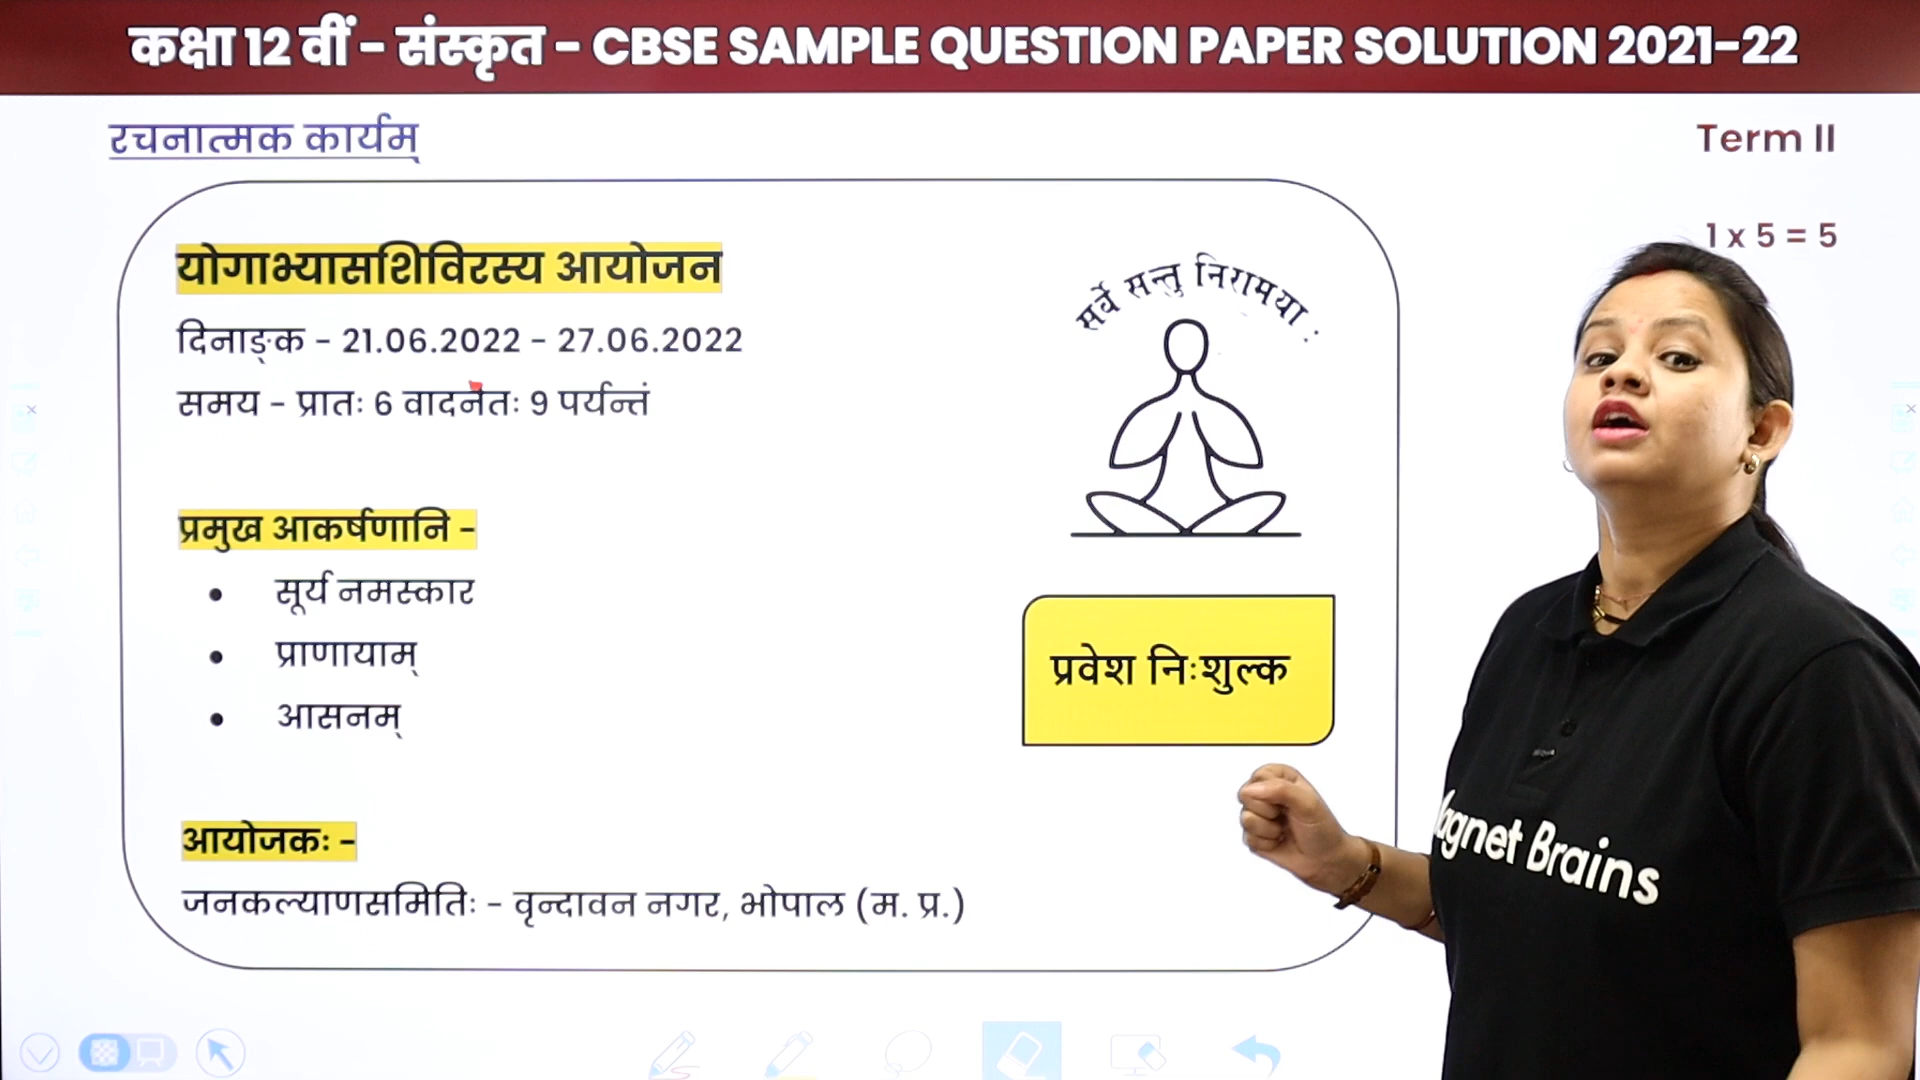 कक्षा 12 वीं - संस्कृत - CBSE SAMPLE QUESTION PAPER SOLUTION 2021-22
रचनात्मक कार्यम्
Term II
1 x 5 = 5
योगाभ्यासशिविरस्य आयोजन
दिनाङ्क - 21.06.2022 - 27.06.2022
समय - प्रातः 6 वादनैतः 9 पर्यन्तं
सर्वे सन्तु निरामयाः
प्रमुख आकर्षणानि -
• सूर्य नमस्कार
• प्राणायाम्
• आसनम्
प्रवेश निःशुल्क
आयोजकः -
जनकल्याणसमितिः - वृन्दावन नगर, भोपाल (म. प्र.)
agnet Brains